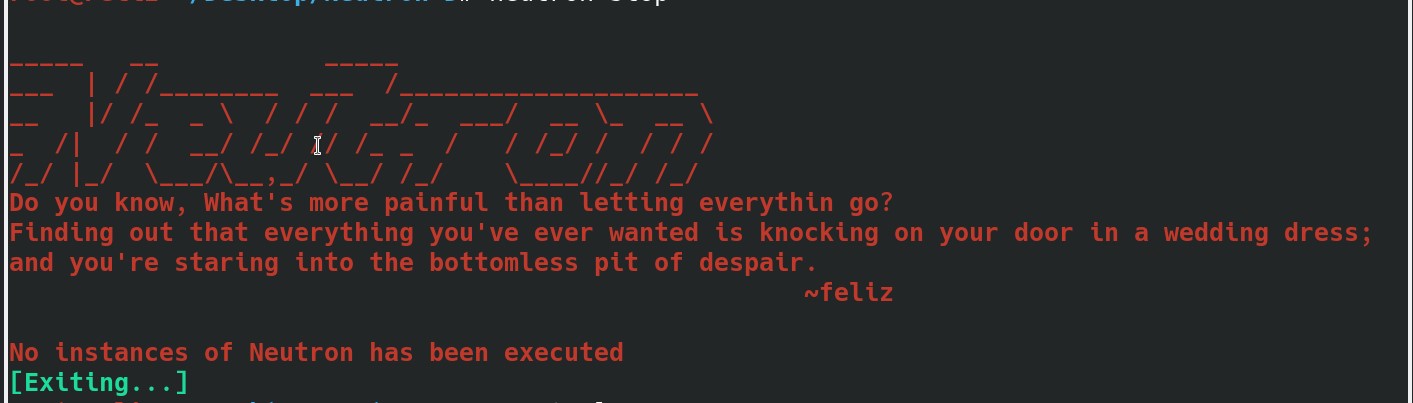 Neutron
Do you know, What's more painful than letting everythin go?
Finding out that everything you've ever wanted is knocking on your door in a wedding dress;
and you're staring into the bottomless pit of despair.
~feliz
No instances of Neutron has been executed
[Exiting...]